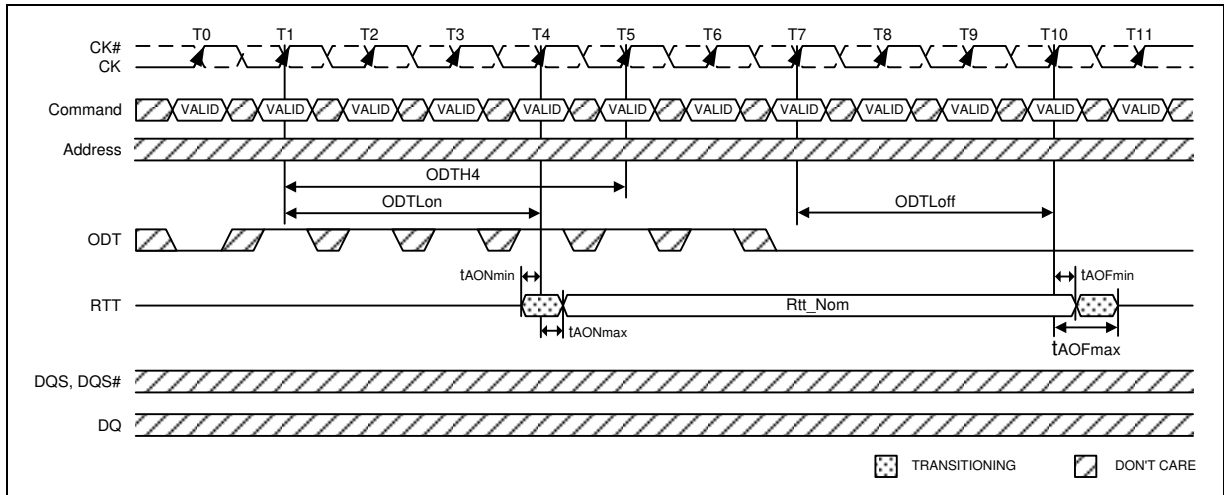 T0 T1 T2 T3 T4 T5 T6 T7 T8 T9 T10 T11
CK#
CK
Command VALID VALID VALID VALID VALID VALID VALID VALID VALID VALID VALID VALID
Address
ODTH4
ODTLon ODTLoff
ODT
tAONmin tAOFmin
RTT Rtt_Nom
tAONmax
tAOFmax
DQS, DQS#
DQ
TRANSITIONING DON'T CARE